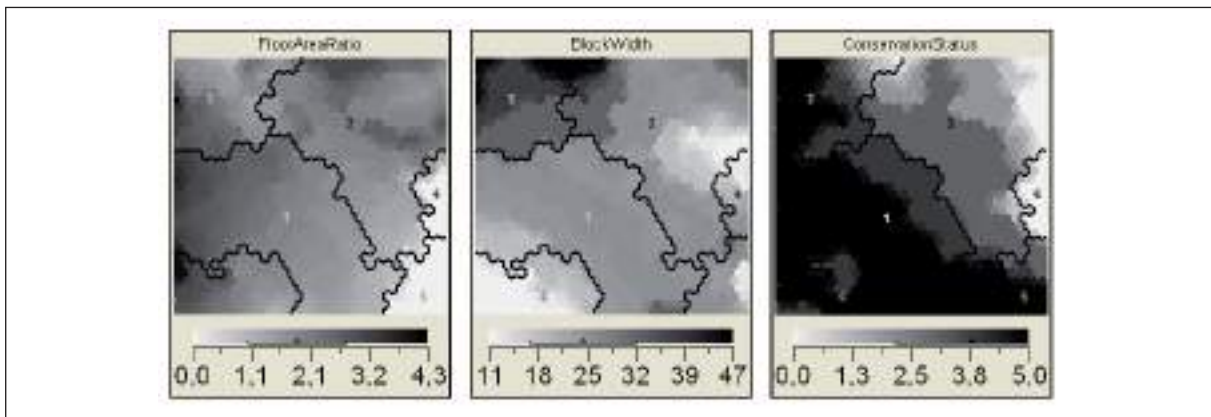 FloorAreaRatio
BlockWidth
ConservationStatus
0,0 1,1 2,1 3,2 4,3
11 18 25 32 39 47
0,0 1,3 2,5 3,8 5,0